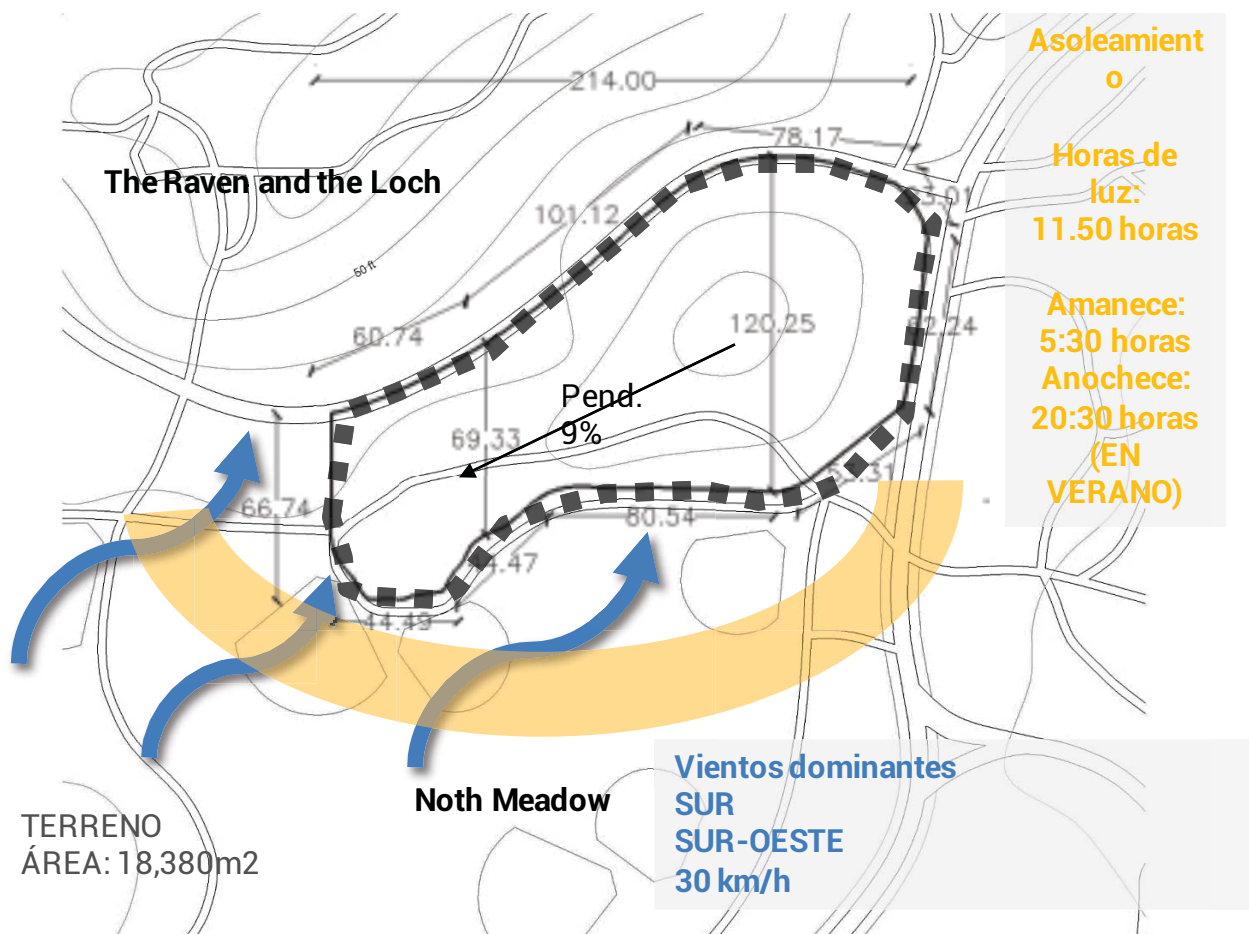 Asoleamient
o
Horas de
luz:
11.50 horas
Amanece:
5:30 horas
Anochece:
20:30 horas
(EN
VERANO)
214.00
78.17
The Raven and the Loch
101.12
50 ft
60.74
120.25
Pend.
9%
69.33
66.74
80.54
44.49
Noth Meadow
Vientos dominantes
SUR
SUR-OESTE
30 km/h
TERRENO
ÁREA: 18,380m2